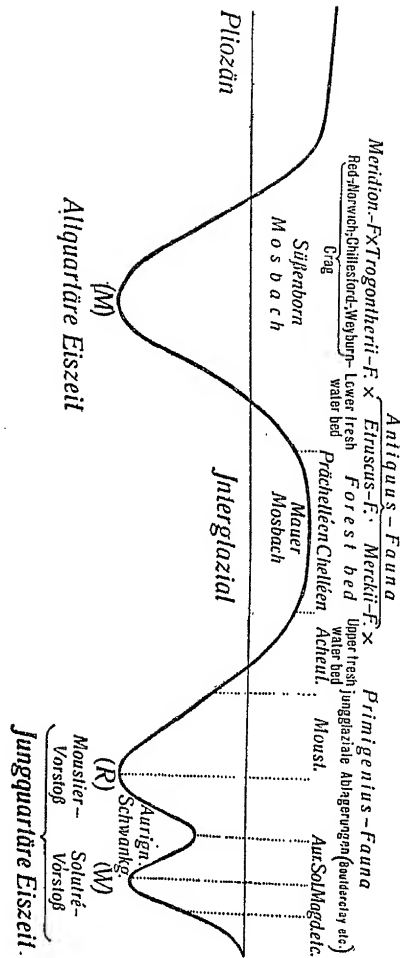 Antiquus–Fauna
Primigenius–Fauna
Meridion.–F×Trogontherii–F. × Etruscus–F. · Merckii–F. ×
Red-,Norwich-,Chillesford-,Weyburn- Lower fresh Forest bed Upper fresh jungglaziale Ablagerungen (Boulderclay etc.)
Crag water bed water bed
Prächelléen Chelléen Acheul. Moust. Aur.Sol.Magd.etc.
Süßenborn Mauer
Mosbach Mosbach
Pliozän Jnterglazial
Aurign.
Schwankg.
(M) (R) (W)
Altquartäre Eiszeit
Moustier– Solutré–
Vorstoß Vorstoß
Jungquartäre Eiszeit.